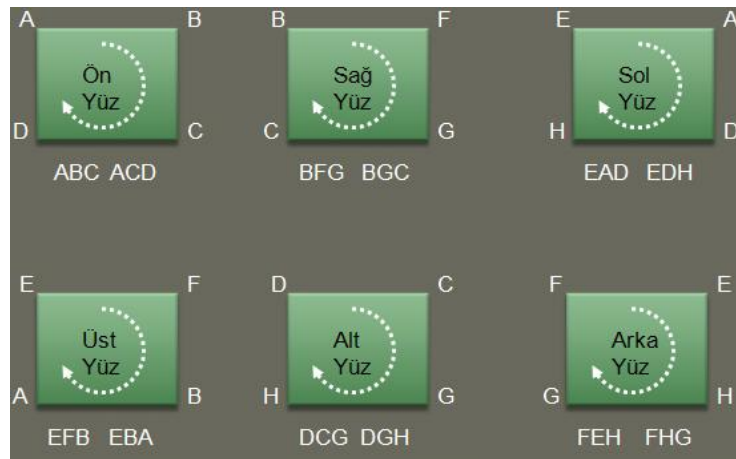 A B B F E A
Ön Sağ Sol
Yüz Yüz Yüz
D C C G H D
ABC ACD BFG BGC EAD EDH
E F D C F E
Üst Alt Arka
Yüz Yüz Yüz
A B H G G H
EFB EBA DCG DGH FEH FHG